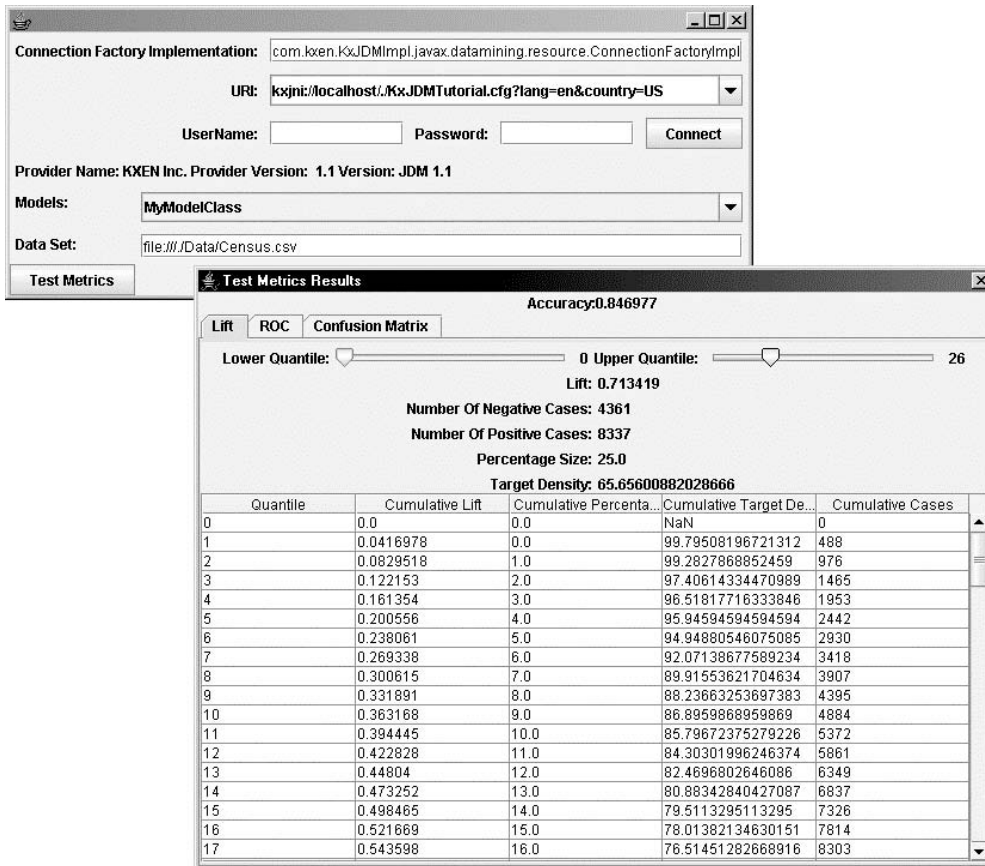 Connection Factory Implementation: com.kxen.KxJDMImpl.javax.datamining.resource.ConnectionFactoryImpl
URI: kxjni://localhost/./KxJDMTutorial.cfg?lang=en&country=US
UserName: Password: Connect
Provider Name: KXEN Inc. Provider Version: 1.1 Version: JDM 1.1
Models: MyModelClass
Data Set: file:///./Data/Census.csv
Test Metrics
Test Metrics Results
Accuracy:0.846977
Lift ROC Confusion Matrix
Lower Quantile: 0 Upper Quantile: 26
Lift: 0.713419
Number Of Negative Cases: 4361
Number Of Positive Cases: 8337
Percentage Size: 25.0
Target Density: 65.65600882028666
Quantile Cumulative Lift Cumulative Percenta... Cumulative Target De... Cumulative Cases
0 0.0 0.0 NaN 0
1 0.0416978 0.0 99.79508196721312 488
2 0.0829518 1.0 99.2827868852459 976
3 0.122153 2.0 97.40614334470989 1465
4 0.161354 3.0 96.51817716333846 1953
5 0.200556 4.0 95.94594594594594 2442
6 0.238061 5.0 94.94880546075085 2930
7 0.269338 6.0 92.07138677589234 3418
8 0.300615 7.0 89.91553621704634 3907
9 0.331891 8.0 88.23663253697383 4395
10 0.363168 9.0 86.8959868959869 4884
11 0.394445 10.0 85.79672375279226 5372
12 0.422828 11.0 84.30301996246374 5861
13 0.44804 12.0 82.4696802646086 6349
14 0.473252 13.0 80.88342840427087 6837
15 0.498465 14.0 79.5113295113295 7326
16 0.521669 15.0 78.01382134630151 7814
17 0.543598 16.0 76.51451282668916 8303